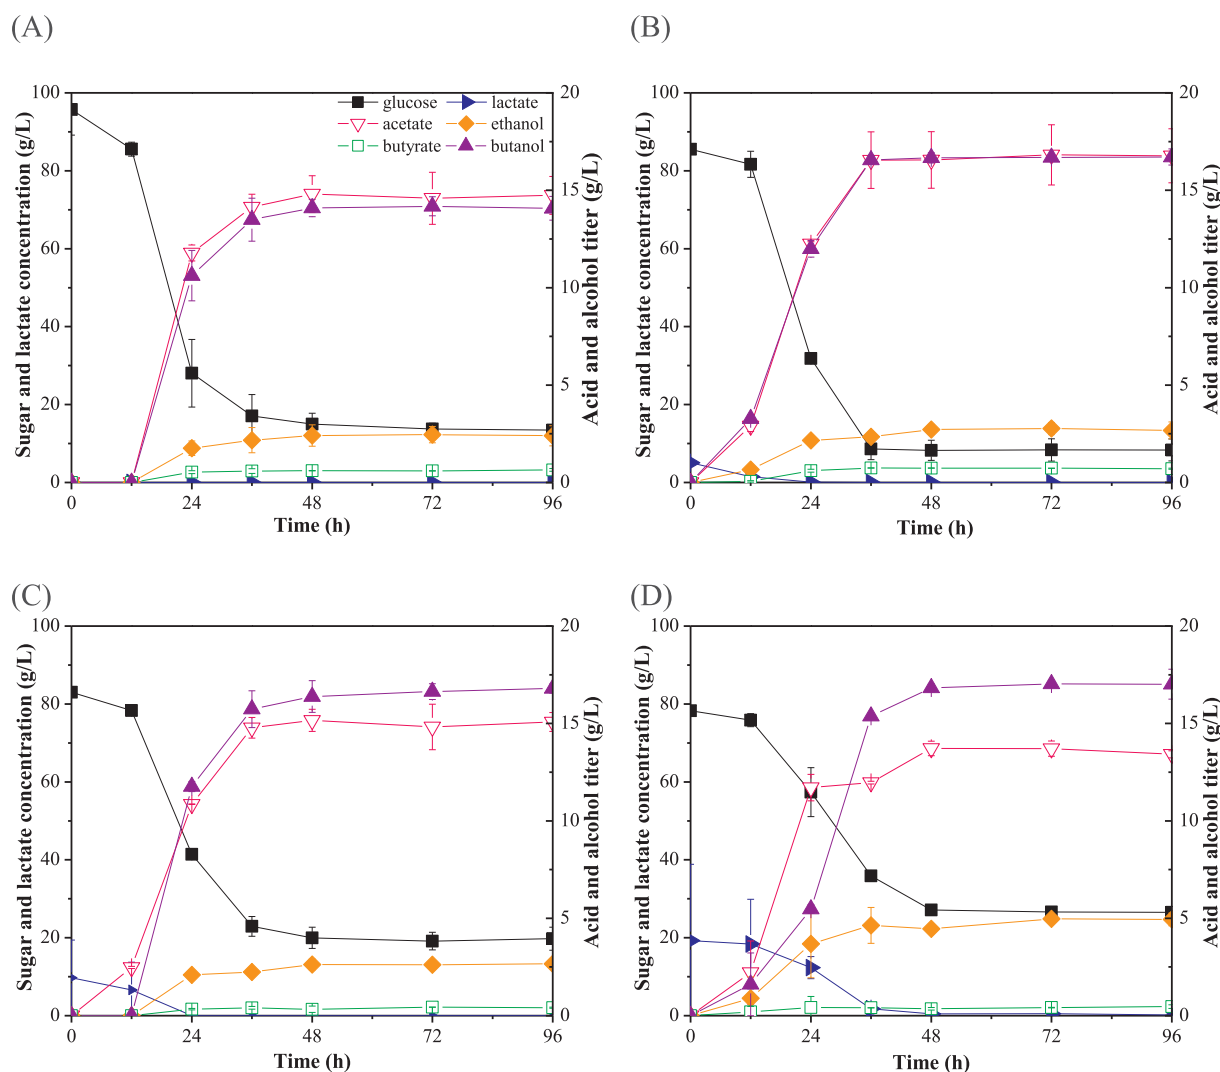 (A)
(B)
100
80
60
40
20
0
20
15
10
5
0
glucose
lactate
acetate
ethanol
butyrate
butanol
Sugar and lactate concentration (g/L)
Acid and alcohol titer (g/L)
0 24 48 72 96
Time (h)
100
80
60
40
20
0
20
15
10
5
0
Sugar and lactate concentration (g/L)
Acid and alcohol titer (g/L)
0 24 48 72 96
Time (h)
(C)
(D)
100
80
60
40
20
0
20
15
10
5
0
Sugar and lactate concentration (g/L)
Acid and alcohol titer (g/L)
0 24 48 72 96
Time (h)
100
80
60
40
20
0
20
15
10
5
0
Sugar and lactate concentration (g/L)
Acid and alcohol titer (g/L)
0 24 48 72 96
Time (h)